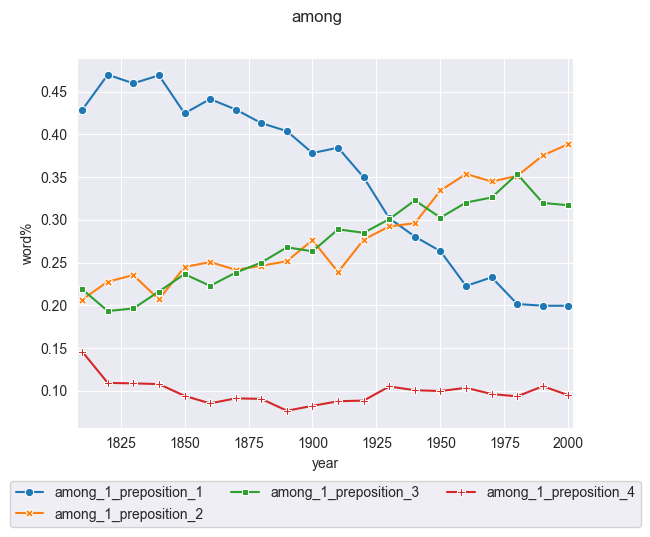 among
0.45
0.40
0.35
0.30
0.25
0.20
0.15
0.10
word%
1825 1850 1875 1900 1925 1950 1975 2000
year
among_1_preposition_1 among_1_preposition_3 among_1_preposition_4
among_1_preposition_2